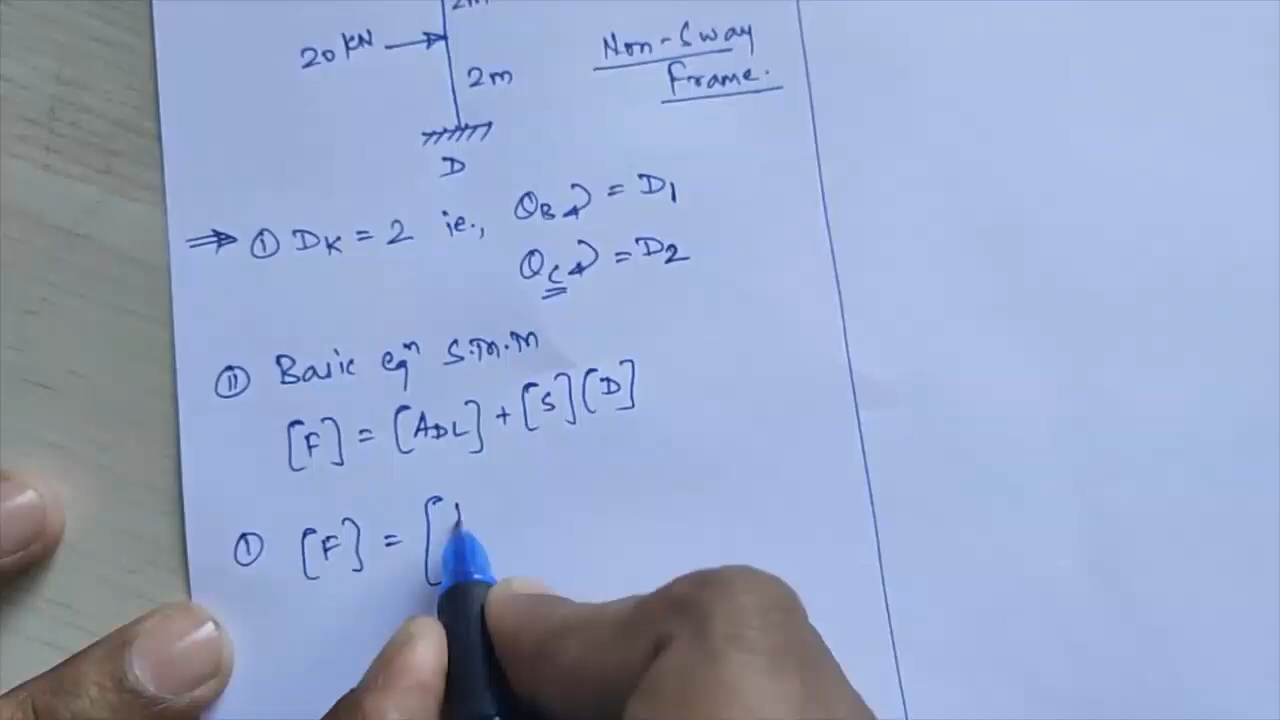 2m
20 KN
2m
Non-Sway
Frame.
D
⇒ ① DK = 2 ie., θB = D1
θC = D2
② Basic eqn S.M.M
[F] = [ADL] + [S][D]
① [F] = [